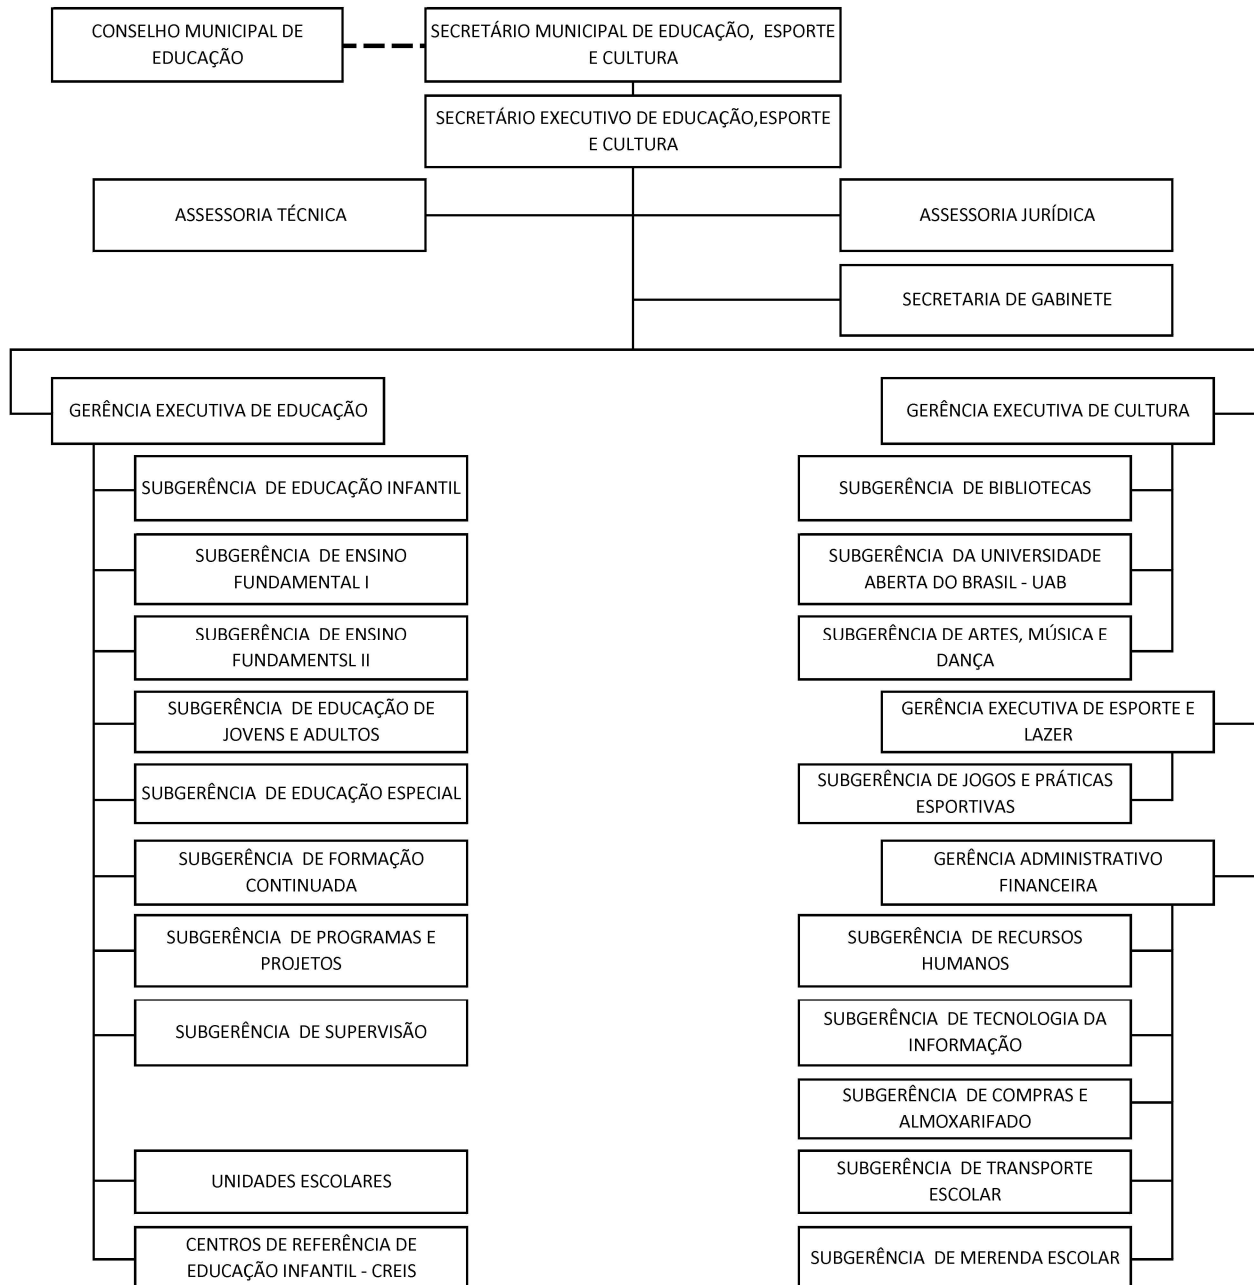 CONSELHO MUNICIPAL DE
EDUCAÇÃO
SECRETÁRIO MUNICIPAL DE EDUCAÇÃO, ESPORTE
E CULTURA
SECRETÁRIO EXECUTIVO DE EDUCAÇÃO,ESPORTE
E CULTURA
ASSESSORIA TÉCNICA
ASSESSORIA JURÍDICA
SECRETARIA DE GABINETE
GERÊNCIA EXECUTIVA DE EDUCAÇÃO
SUBGERÊNCIA DE EDUCAÇÃO INFANTIL
SUBGERÊNCIA DE ENSINO
FUNDAMENTAL I
SUBGERÊNCIA DE ENSINO
FUNDAMENTSL II
SUBGERÊNCIA DE EDUCAÇÃO DE
JOVENS E ADULTOS
SUBGERÊNCIA DE EDUCAÇÃO ESPECIAL
SUBGERÊNCIA DE FORMAÇÃO
CONTINUADA
SUBGERÊNCIA DE PROGRAMAS E
PROJETOS
SUBGERÊNCIA DE SUPERVISÃO
UNIDADES ESCOLARES
CENTROS DE REFERÊNCIA DE
EDUCAÇÃO INFANTIL - CREIS
GERÊNCIA EXECUTIVA DE CULTURA
SUBGERÊNCIA DE BIBLIOTECAS
SUBGERÊNCIA DA UNIVERSIDADE
ABERTA DO BRASIL - UAB
SUBGERÊNCIA DE ARTES, MÚSICA E
DANÇA
GERÊNCIA EXECUTIVA DE ESPORTE E
LAZER
SUBGERÊNCIA DE JOGOS E PRÁTICAS
ESPORTIVAS
GERÊNCIA ADMINISTRATIVO
FINANCEIRA
SUBGERÊNCIA DE RECURSOS
HUMANOS
SUBGERÊNCIA DE TECNOLOGIA DA
INFORMAÇÃO
SUBGERÊNCIA DE COMPRAS E
ALMOXARIFADO
SUBGERÊNCIA DE TRANSPORTE
ESCOLAR
SUBGERÊNCIA DE MERENDA ESCOLAR